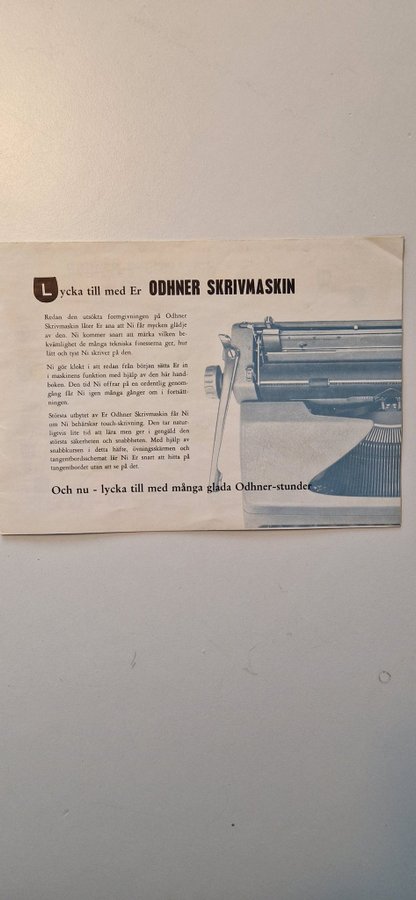 Lycka till med Er ODHNER SKRIVMASKIN
Redan den utsökta formgivningen på Odhner
Skrivmaskin låter Er ana att Ni får mycken glädje
av den. Ni kommer snart att märka vilken be-
kvämlighet de många tekniska finesserna ger, hur
lätt och tyst Ni skriver på den.
Ni gör klokt i att redan från början sätta Er in
i maskinens funktion med hjälp av den här hand-
boken. Den tid Ni offrar på en ordentlig genom-
gång får Ni igen många gånger om i fortsätt-
ningen.
Största utbytet av Er Odhner Skrivmaskin får Ni
om Ni behärskar touch-skrivning. Den tar natur-
ligtvis lite tid att lära men ger i gengäld den
största säkerheten och snabbheten. Med hjälp av
snabbkursen i detta häfte, övningsskärmen och
tangentbordsschemat lär Ni Er snart att hitta på
tangentbordet utan att se på det.
Och nu - lycka till med många glada Odhner-stunder.